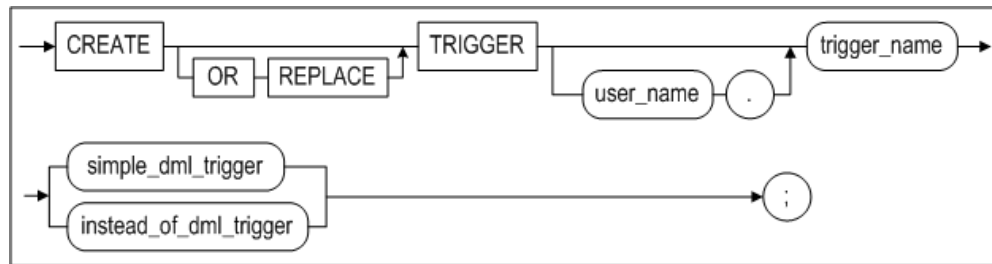 CREATE TRIGGER trigger_name
OR REPLACE user_name .
simple_dml_trigger
;
instead_of_dml_trigger